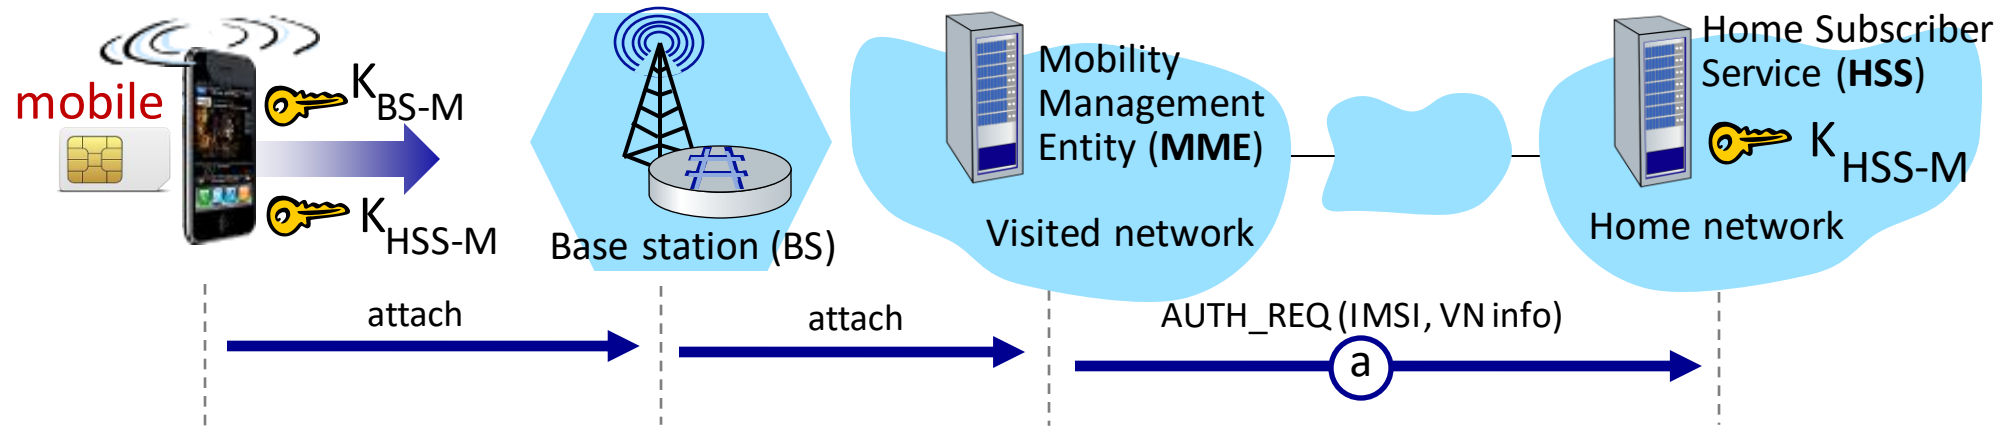 mobile
K BS-M
K HSS-M
Base station (BS)
Mobility
Management
Entity (MME)
Visited network
Home Subscriber
Service (HSS)
K HSS-M
Home network
attach
attach
AUTH_REQ (IMSI, VN info)
a